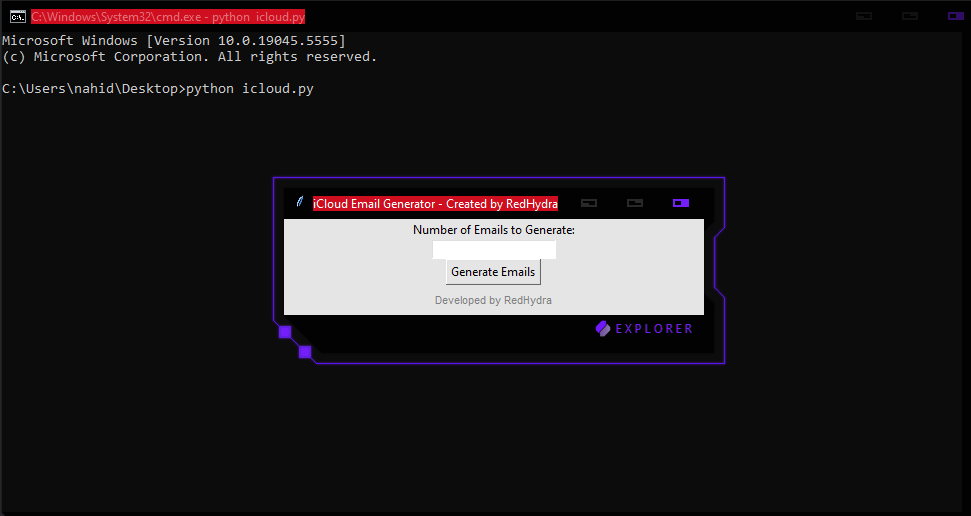 C:\Windows\System32\cmd.exe - python icloud.py
Microsoft Windows [Version 10.0.19045.5555]
(c) Microsoft Corporation. All rights reserved.
C:\Users\nahid\Desktop>python icloud.py
iCloud Email Generator - Created by RedHydra
Number of Emails to Generate:
Generate Emails
Developed by RedHydra
EXPLORER